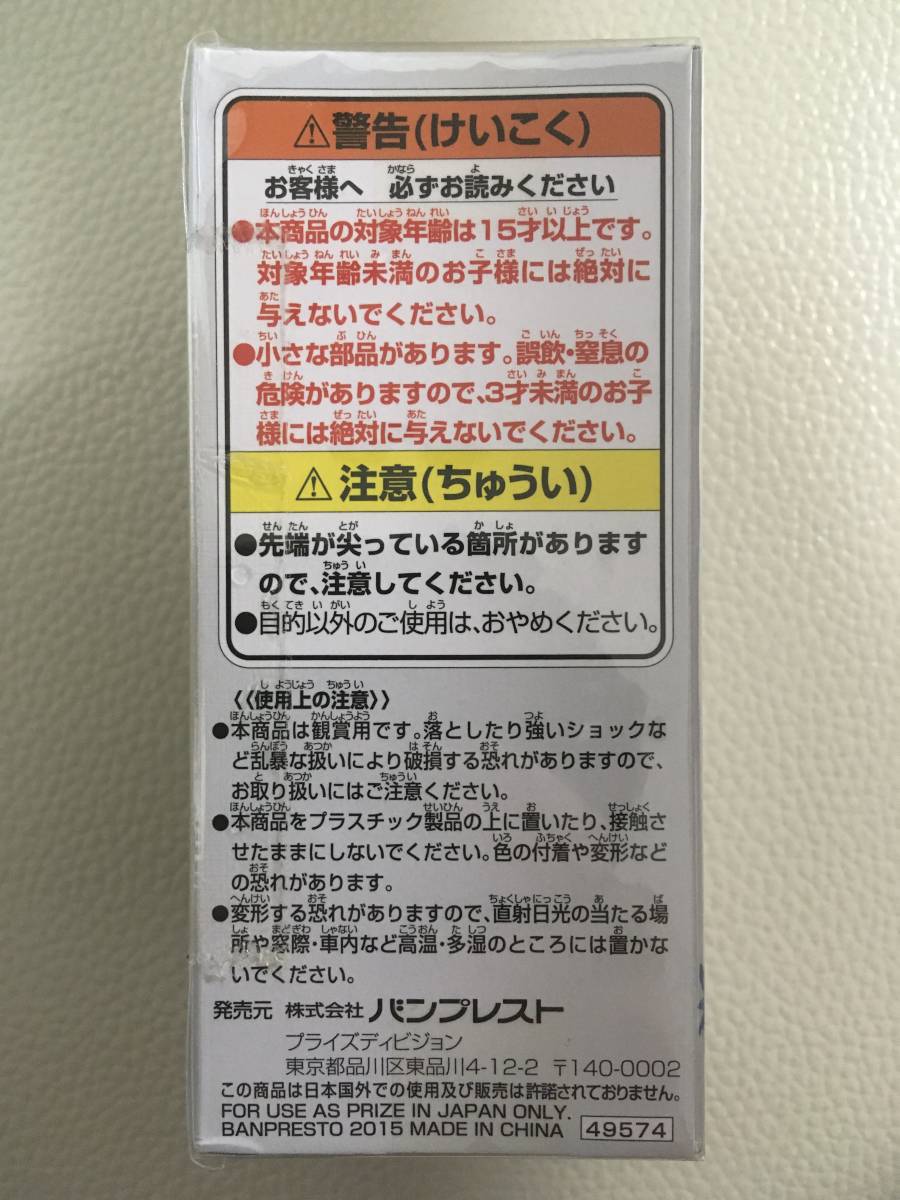 ⚠警告(けいこく)
お客様へ 必ずお読みください
●本商品の対象年齢は15才以上です。
対象年齢未満のお子様には絶対に
与えないでください。
●小さな部品があります。誤飲・窒息の
危険がありますので、3才未満のお子
様には絶対に与えないでください。
⚠注意(ちゅうい)
●先端が尖っている箇所があります
ので、注意してください。
●目的以外のご使用は、おやめください。
《使用上の注意》
●本商品は観賞用です。落としたり強いショックな
ど乱暴な扱いにより破損する恐れがありますので、
お取り扱いにはご注意ください。
●本商品をプラスチック製品の上に置いたり、接触さ
せたままにしないでください。色の付着や変形など
の恐れがあります。
●変形する恐れがありますので、直射日光の当たる場
所や窓際・車内など高温・多湿のところには置かな
いでください。
発売元 株式会社 バンプレスト
プライズディビジョン
東京都品川区東品川4-12-2 〒140-0002
この商品は日本国外での使用及び販売は許諾されておりません。
FOR USE AS PRIZE IN JAPAN ONLY.
BANPRESTO 2015 MADE IN CHINA 49574